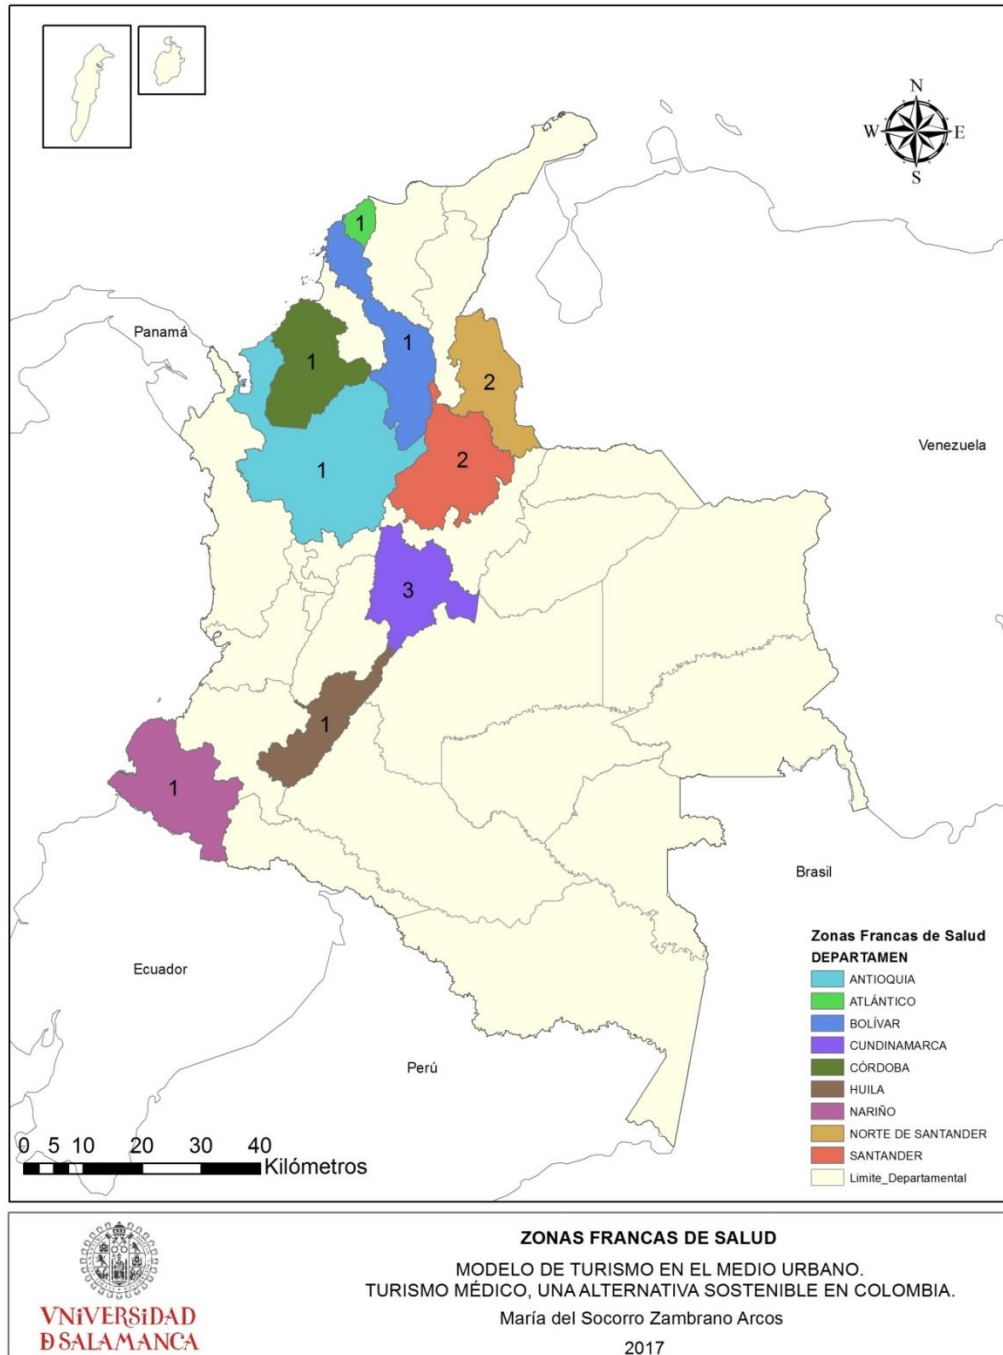 N
W E
S
1
Panamá
1
1
2
Venezuela
1
2
3
1
1
Brasil
Ecuador
Perú
Zonas Francas de Salud
DEPARTAMEN
ANTIOQUIA
ATLÁNTICO
BOLÍVAR
CUNDINAMARCA
CÓRDOBA
HUILA
NARIÑO
NORTE DE SANTANDER
SANTANDER
Limite_Departamental
0 5 10 20 30 40
Kilómetros
VNiVERSiDAD
D SALAMANCA
ZONAS FRANCAS DE SALUD
MODELO DE TURISMO EN EL MEDIO URBANO.
TURISMO MÉDICO, UNA ALTERNATIVA SOSTENIBLE EN COLOMBIA.
María del Socorro Zambrano Arcos
2017